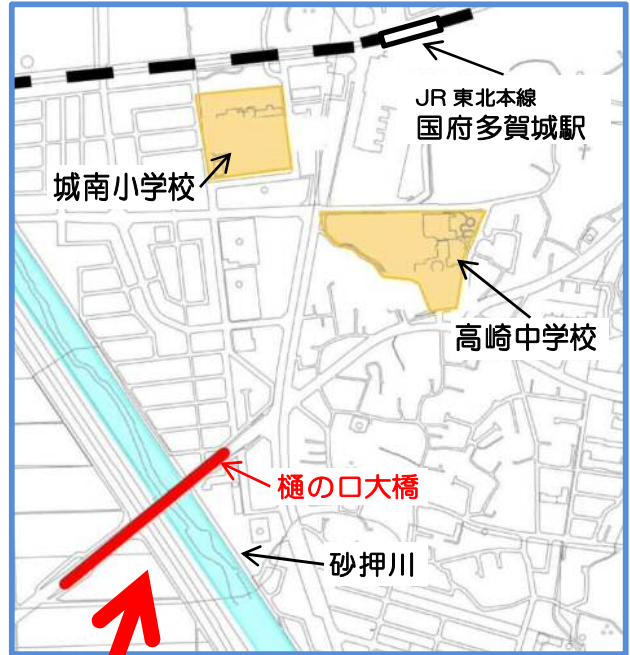 JR 東北本線
国府多賀城駅
城南小学校
高崎中学校
樋の口大橋
砂押川